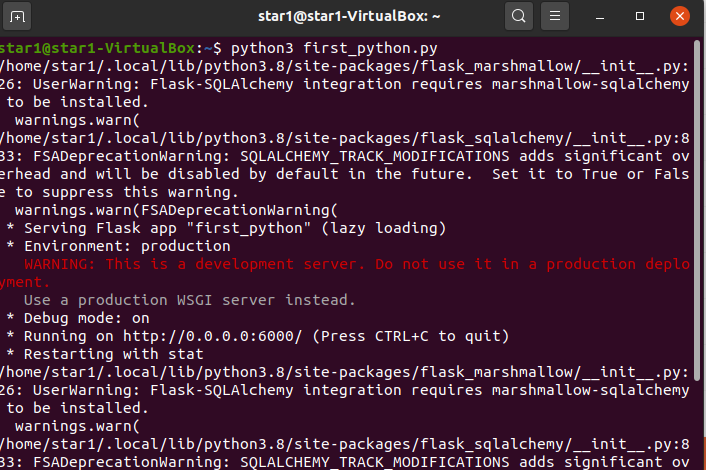 star1@star1-VirtualBox: ~
star1@star1-VirtualBox:~$ python3 first_python.py
/home/star1/.local/lib/python3.8/site-packages/flask_marshmallow/__init__.py:
26: UserWarning: Flask-SQLAlchemy integration requires marshmallow-sqlalchemy
 to be installed.
  warnings.warn(
/home/star1/.local/lib/python3.8/site-packages/flask_sqlalchemy/__init__.py:8
33: FSADeprecationWarning: SQLALCHEMY_TRACK_MODIFICATIONS adds significant ov
erhead and will be disabled by default in the future.  Set it to True or Fals
e to suppress this warning.
  warnings.warn(FSADeprecationWarning(
 * Serving Flask app "first_python" (lazy loading)
 * Environment: production
   WARNING: This is a development server. Do not use it in a production deplo
yment.
   Use a production WSGI server instead.
 * Debug mode: on
 * Running on http://0.0.0.0:6000/ (Press CTRL+C to quit)
 * Restarting with stat
/home/star1/.local/lib/python3.8/site-packages/flask_marshmallow/__init__.py:
26: UserWarning: Flask-SQLAlchemy integration requires marshmallow-sqlalchemy
 to be installed.
  warnings.warn(
/home/star1/.local/lib/python3.8/site-packages/flask_sqlalchemy/__init__.py:8
33: FSADeprecationWarning: SQLALCHEMY_TRACK_MODIFICATIONS adds significant ov